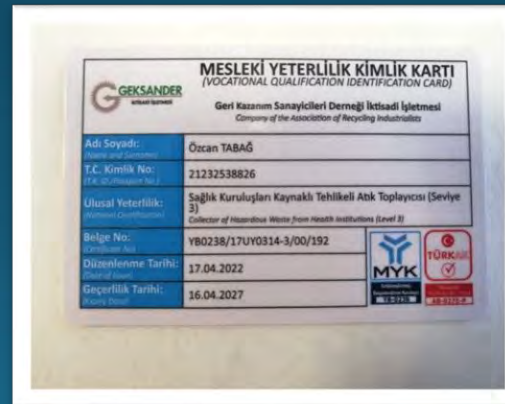 GEKSANDER
İKTİSADİ İŞLETMESİ
MESLEKİ YETERLİLİK KİMLİK KARTI
(VOCATIONAL QUALIFICATION IDENTIFICATION CARD)
Geri Kazanım Sanayicileri Derneği İktisadi İşletmesi
Company of the Association of Recycling Industrialists
Adı Soyadı: Özcan TABAĞ
(Name and Surname)
T.C. Kimlik No: 21232538826
Ulusal Yeterlilik: Sağlık Kuruluşları Kaynaklı Tehlikeli Atık Toplayıcısı (Seviye
3)
(National Qualification) Collector of Hazardous Waste from Health Institutions (Level 3)
Belge No: YB0238/17UY0314-3/00/192
(Certificate No)
Düzenlenme Tarihi: 17.04.2022
(Date of Issue)
Geçerlilik Tarihi: 16.04.2027
(Expiry Date)
MYK
TÜRKAK